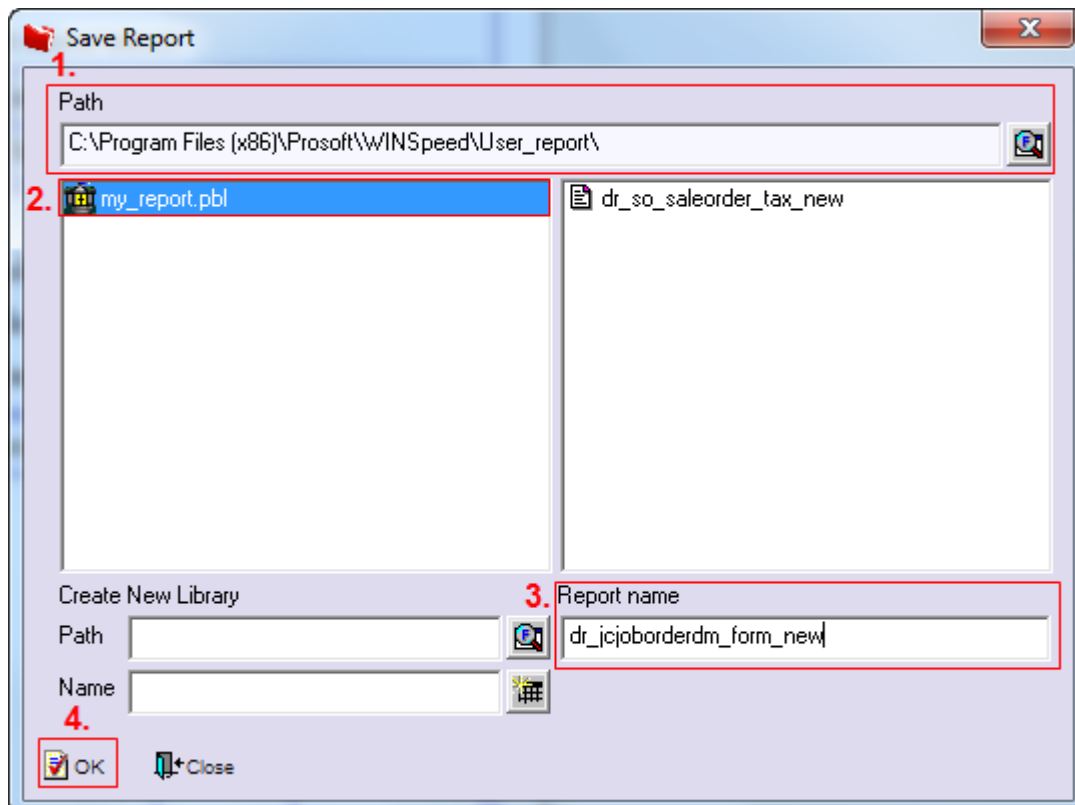 Save Report
1.
Path
C:\Program Files (x86)\Prosoft\\WINSpeed\User_report\
2. my_report.pbl
dr_so_saleorder_tax_new
Create New Library
3. Report name
Path
dr_jcjoborderdm_form_new
Name
4.
OK Close